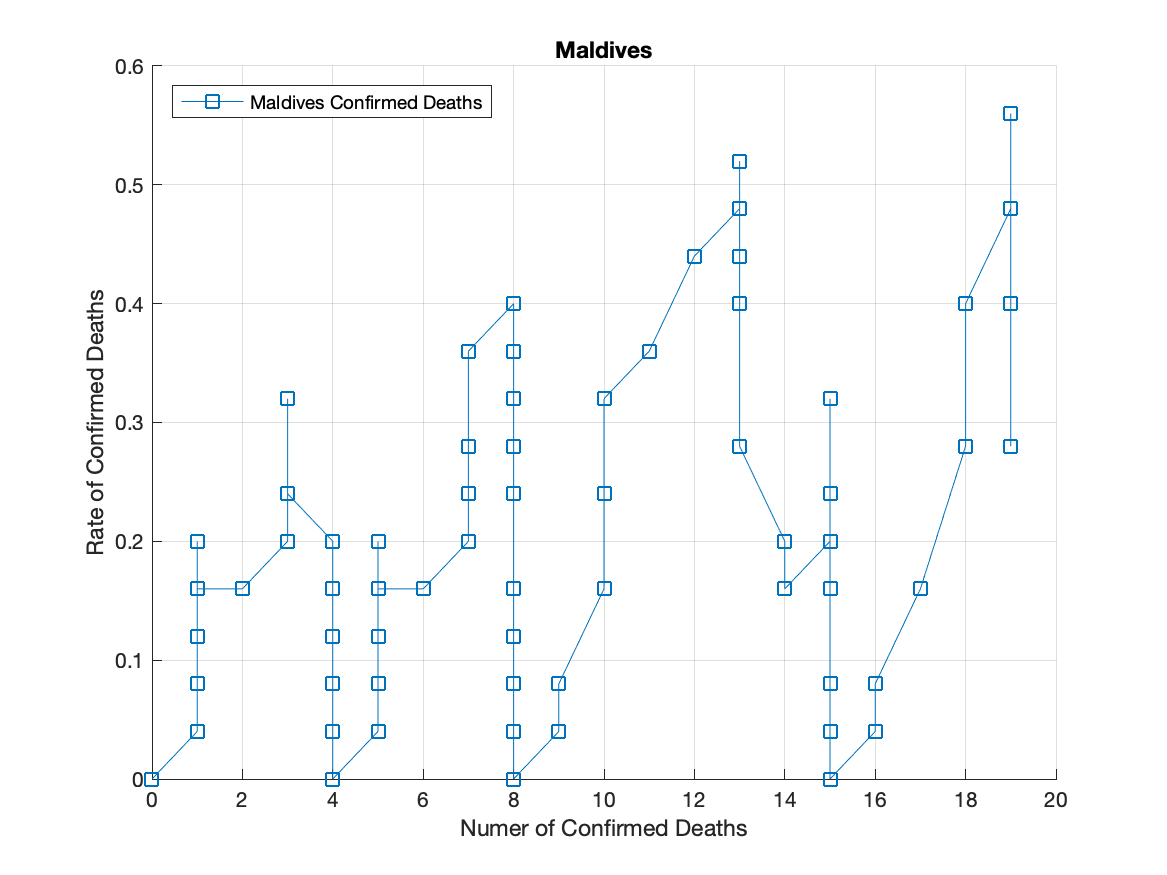 Maldives
Maldives Confirmed Deaths
Rate of Confirmed Deaths
0.6
0.5
0.4
0.3
0.2
0.1
0
0 2 4 6 8 10 12 14 16 18 20
Numer of Confirmed Deaths